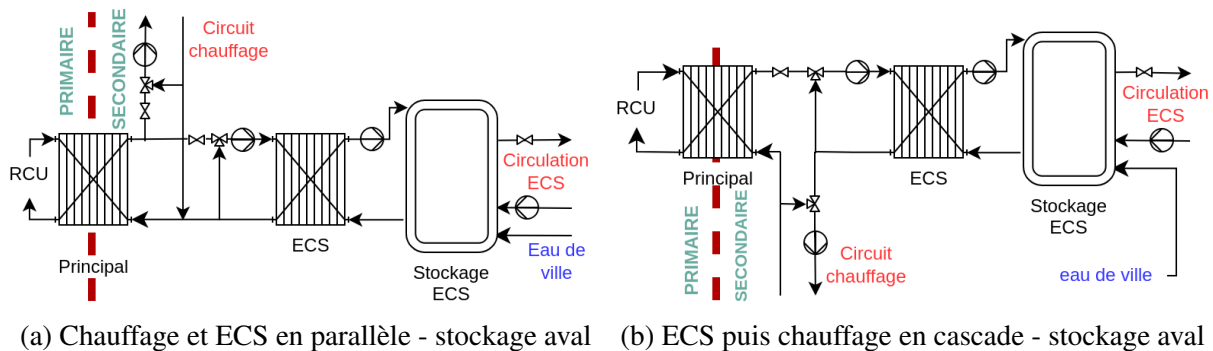 PRIMAIRE
SECONDAIRE
Circuit
chauffage
RCU
Principal
ECS
Circulation
ECS
Stockage
ECS
Eau de
ville
(a) Chauffage et ECS en parallèle - stockage aval
RCU
Principal
PRIMAIRE
SECONDAIRE
Circuit
chauffage
ECS
Circulation
ECS
Stockage
ECS
eau de ville
(b) ECS puis chauffage en cascade - stockage aval